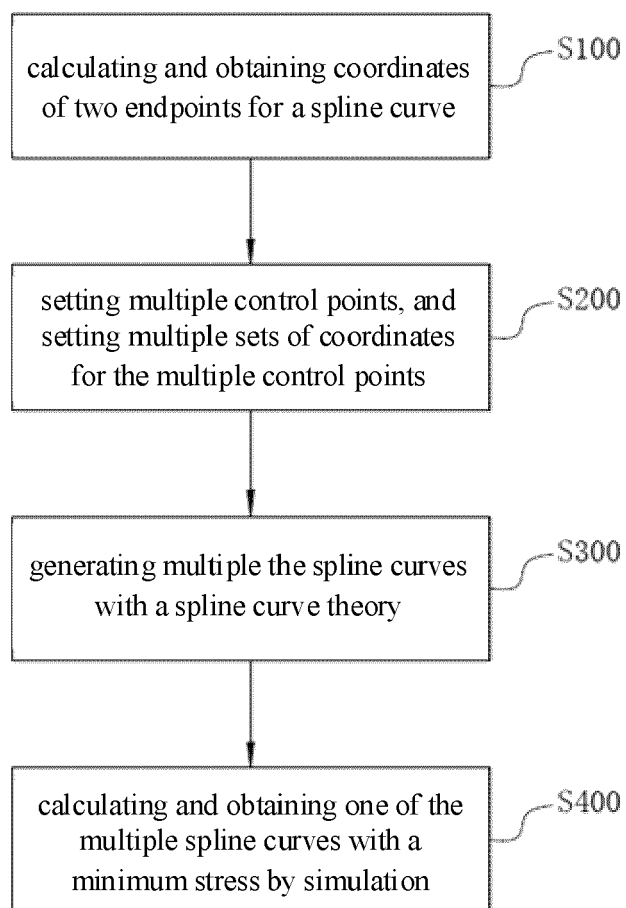 calculating and obtaining coordinates
of two endpoints for a spline curve
S100
setting multiple control points, and
setting multiple sets of coordinates
for the multiple control points
S200
generating multiple the spline curves
with a spline curve theory
S300
calculating and obtaining one of the
multiple spline curves with a
minimum stress by simulation
S400